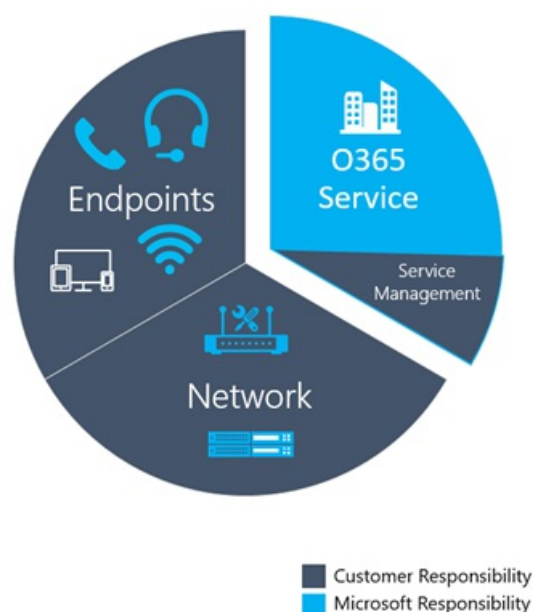 O365
Service
Endpoints
Service
Management
Network
Customer Responsibility
Microsoft Responsibility